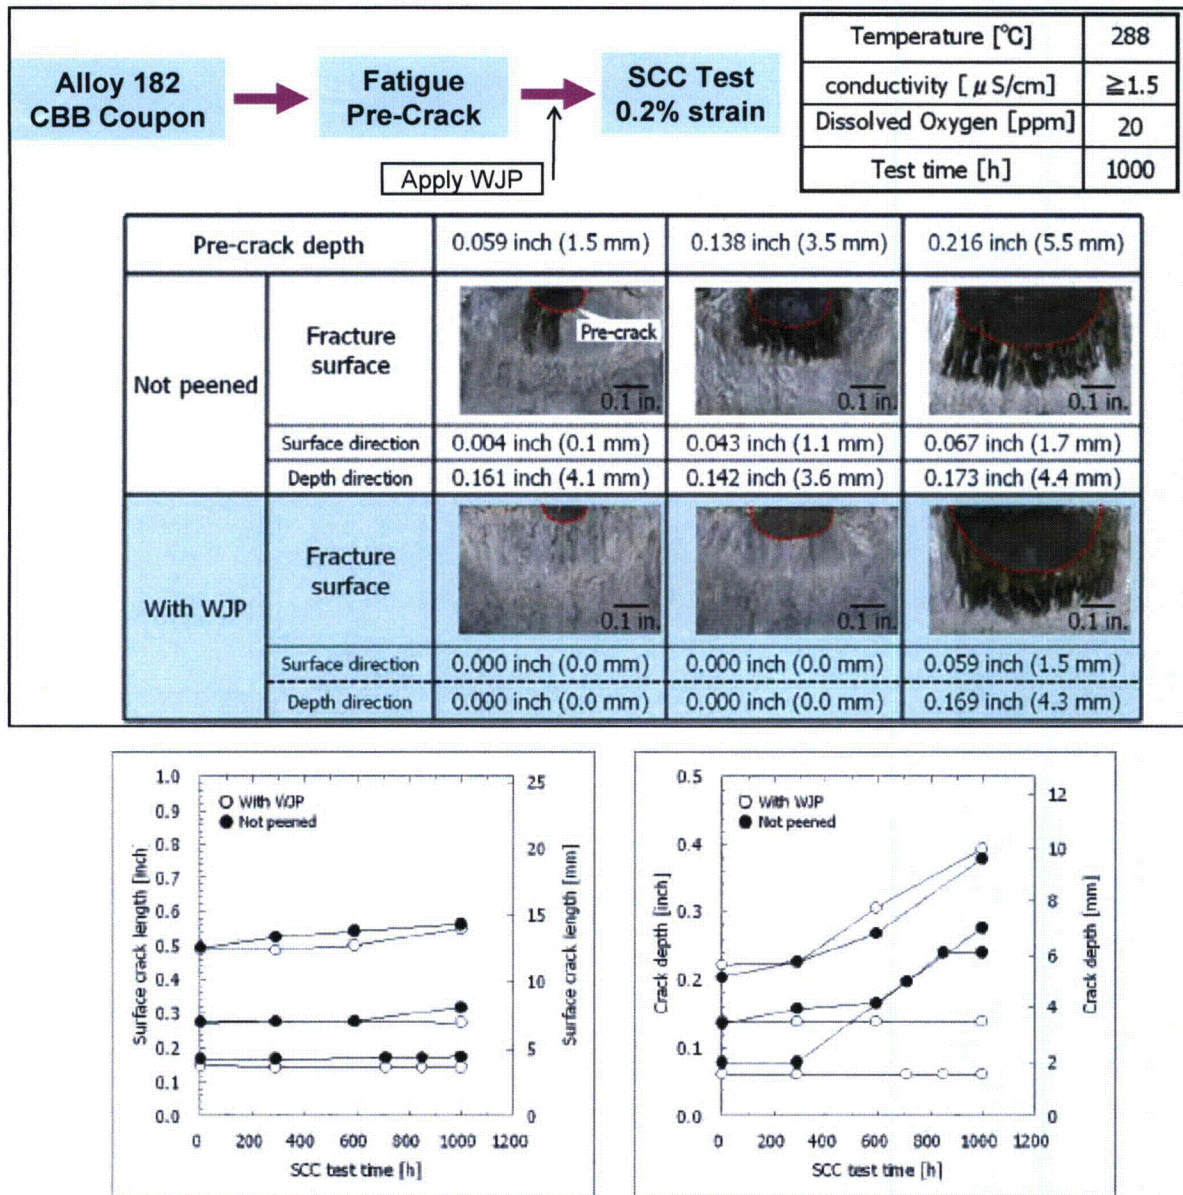 Alloy 182
CBB Coupon
Fatigue
Pre-Crack
SCC Test
0.2% strain
Apply WJP
Temperature [°C] 288
conductivity [ μ S/cm] ≧1.5
Dissolved Oxygen [ppm] 20
Test time [h] 1000
Pre-crack depth 0.059 inch (1.5 mm) 0.138 inch (3.5 mm) 0.216 inch (5.5 mm)
Not peened
Fracture
surface
Pre-crack
0.1 in. 0.1 in. 0.1 in.
Surface direction 0.004 inch (0.1 mm) 0.043 inch (1.1 mm) 0.067 inch (1.7 mm)
Depth direction 0.161 inch (4.1 mm) 0.142 inch (3.6 mm) 0.173 inch (4.4 mm)
With WJP
Fracture
surface
0.1 in. 0.1 in. 0.1 in.
Surface direction 0.000 inch (0.0 mm) 0.000 inch (0.0 mm) 0.059 inch (1.5 mm)
Depth direction 0.000 inch (0.0 mm) 0.000 inch (0.0 mm) 0.169 inch (4.3 mm)
Surface crack length [inch]
1.0
0.9
0.8
0.7
0.6
0.5
0.4
0.3
0.2
0.1
0.0
With WJP
Not peened
25
20
15
10
5
0
Surface crack length [mm]
0 200 400 600 800 1000 1200
SCC test time [h]
Crack depth [inch]
0.5
0.4
0.3
0.2
0.1
0.0
With WJP
Not peened
12
10
8
6
4
2
0
Crack depth [mm]
0 200 400 600 800 1000 1200
SCC test time [h]